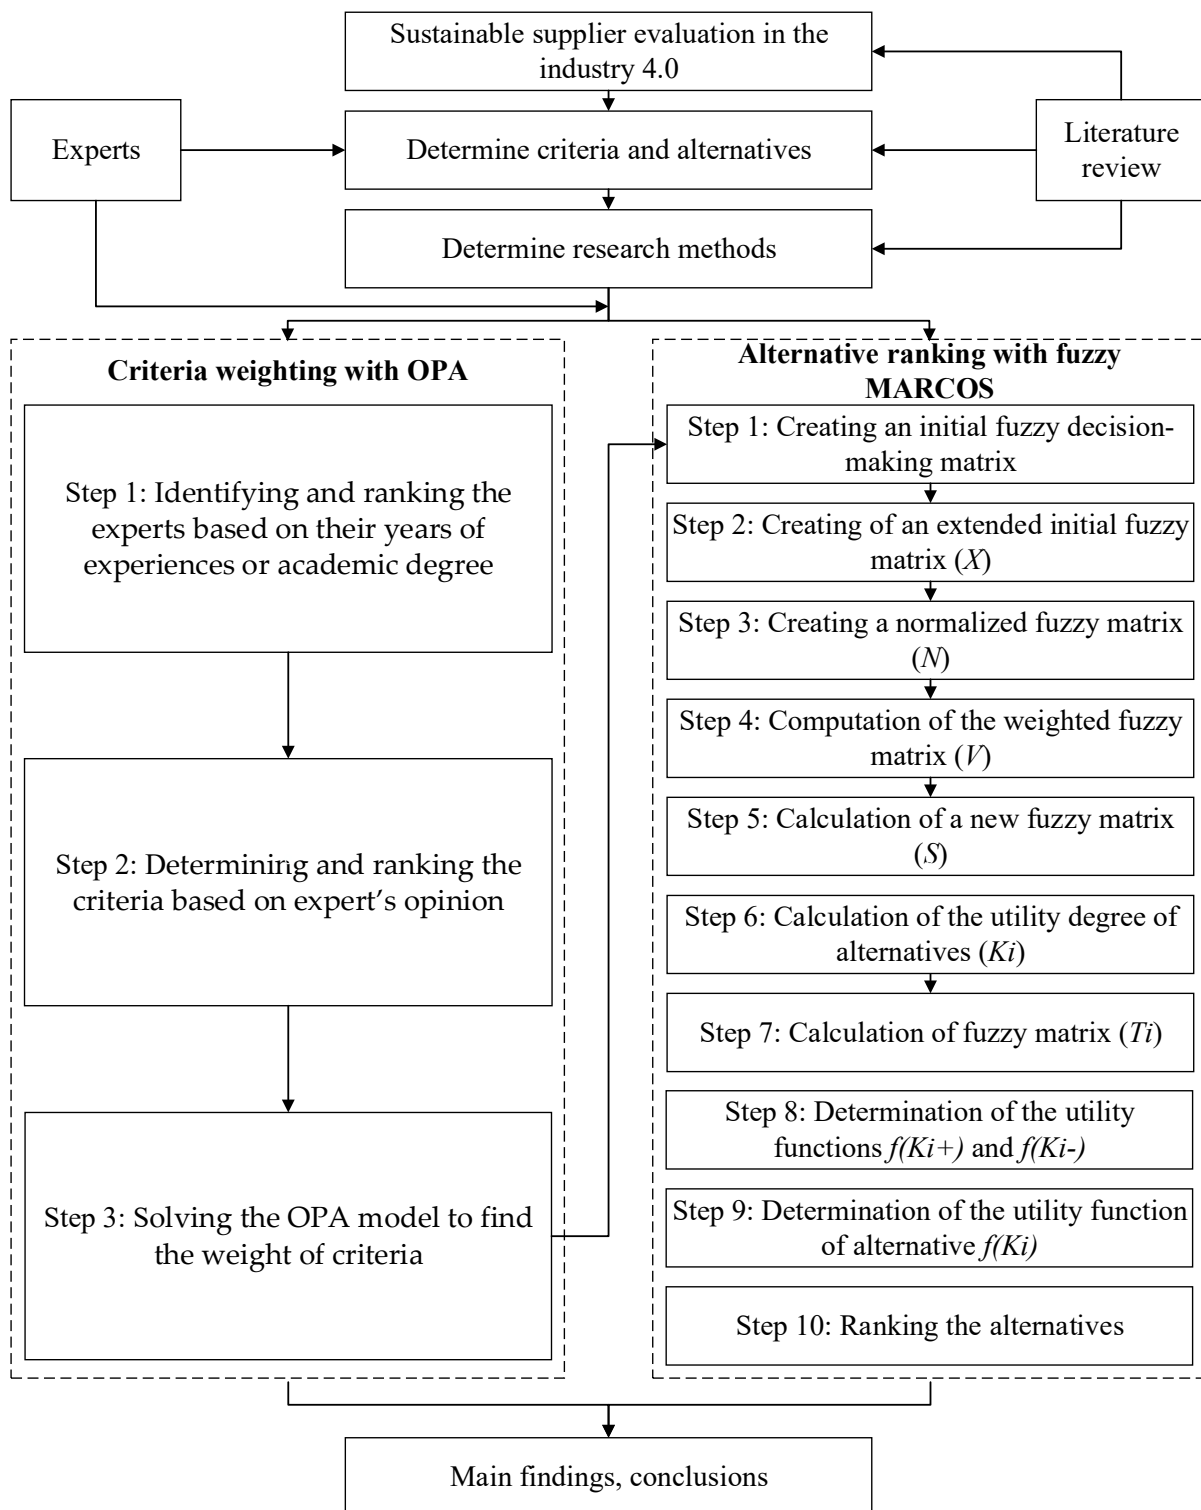 Sustainable supplier evaluation in the
industry 4.0
Experts
Determine criteria and alternatives
Literature
review
Determine research methods
Criteria weighting with OPA
Step 1: Identifying and ranking the
experts based on their years of
experiences or academic degree
Step 2: Determining and ranking the
criteria based on expert’s opinion
Step 3: Solving the OPA model to find
the weight of criteria
Alternative ranking with fuzzy
MARCOS
Step 1: Creating an initial fuzzy decision-
making matrix
Step 2: Creating of an extended initial fuzzy
matrix (X)
Step 3: Creating a normalized fuzzy matrix
(N)
Step 4: Computation of the weighted fuzzy
matrix (V)
Step 5: Calculation of a new fuzzy matrix
(S)
Step 6: Calculation of the utility degree of
alternatives (Ki)
Step 7: Calculation of fuzzy matrix (Ti)
Step 8: Determination of the utility
functions f(Ki+) and f(Ki-)
Step 9: Determination of the utility function
of alternative f(Ki)
Step 10: Ranking the alternatives
Main findings, conclusions